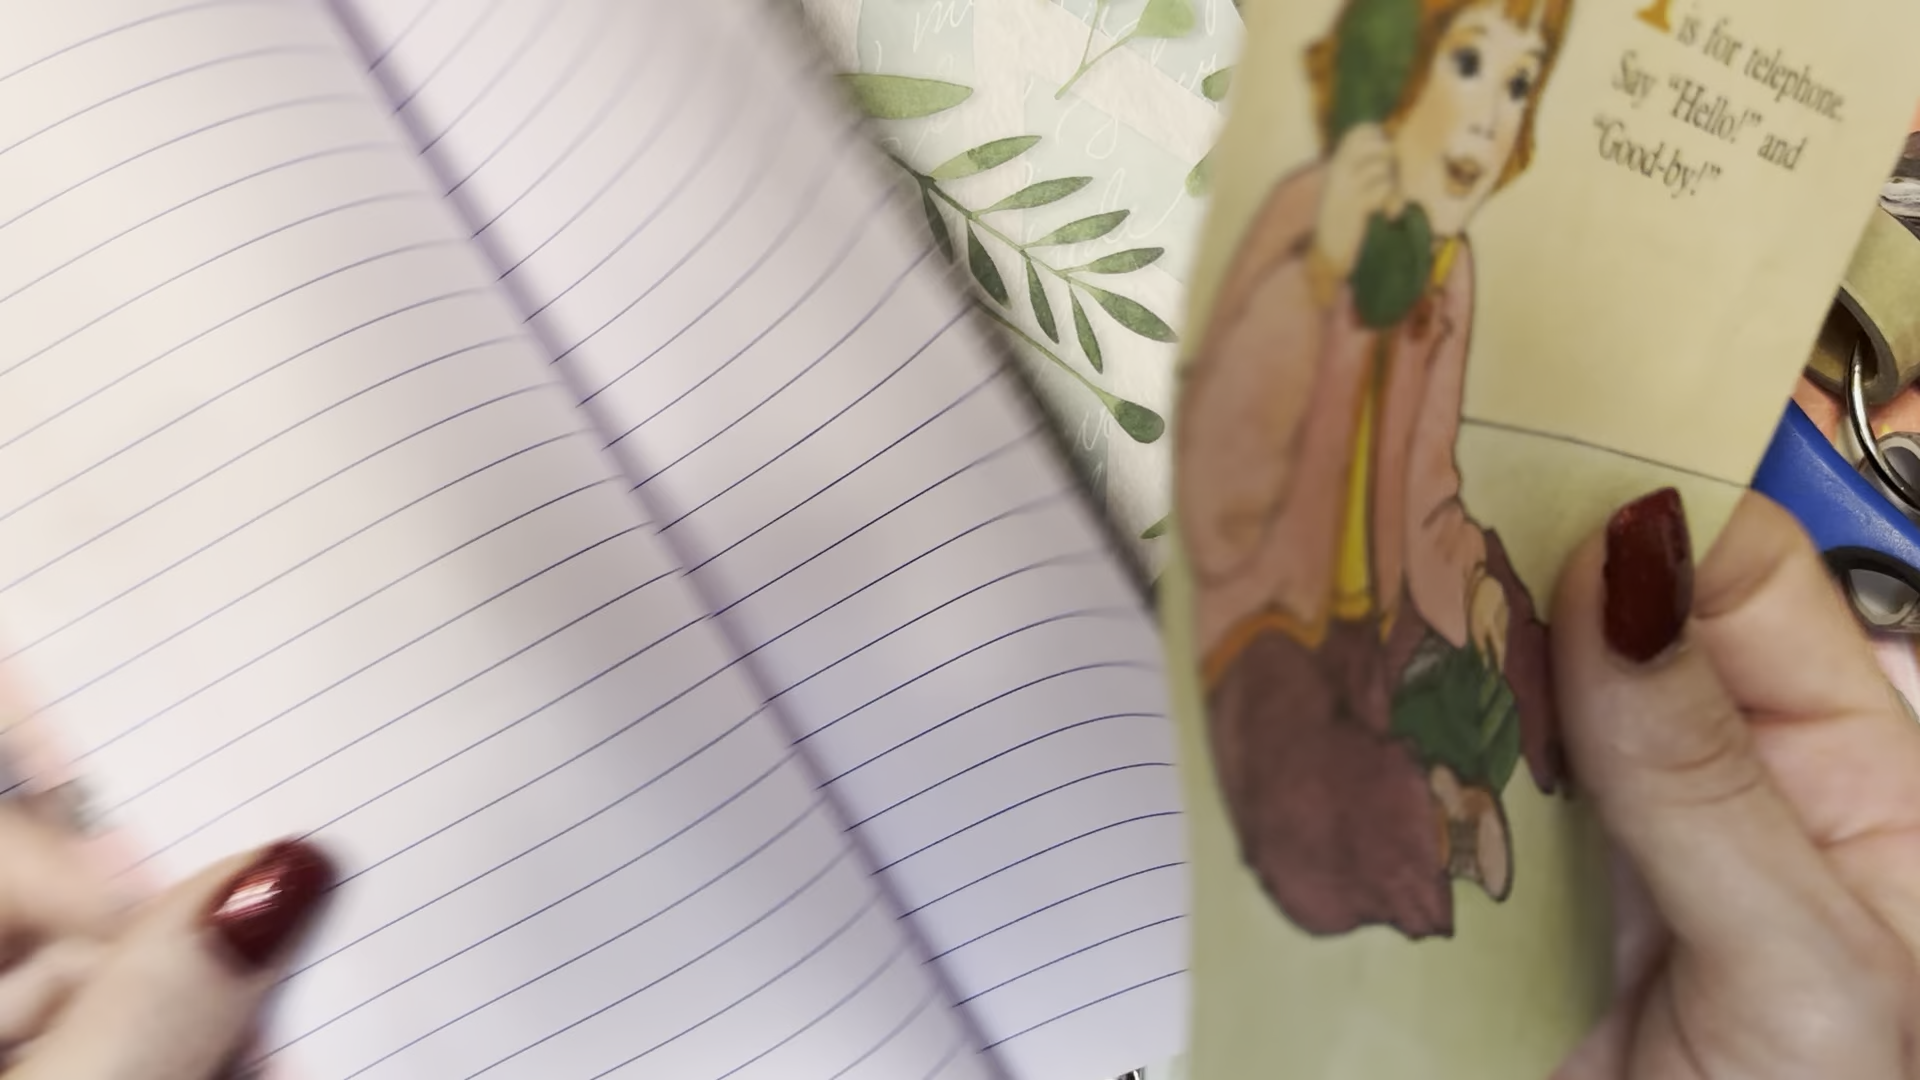 T is for telephone.
Say “Hello!” and
“Good-by!”